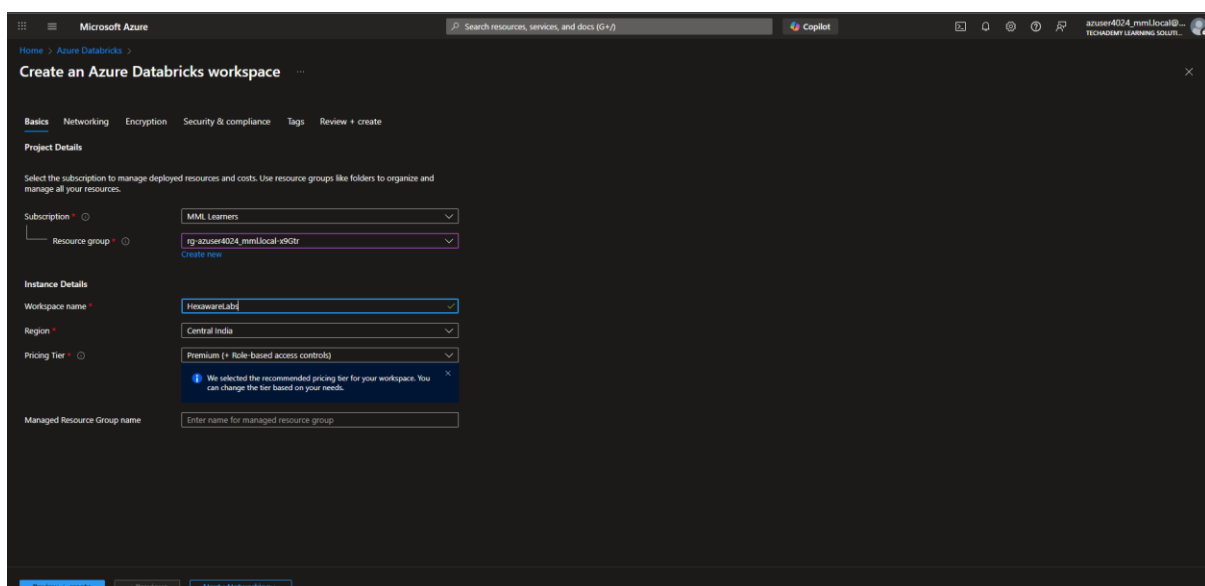 Microsoft Azure
Search resources, services, and docs (G+/)
Copilot
azuser4024_mml.local@...
TECHADEMY LEARNING SOLUTI...
Home > Azure Databricks >
Create an Azure Databricks workspace ...
Basics Networking Encryption Security & compliance Tags Review + create
Project Details
Select the subscription to manage deployed resources and costs. Use resource groups like folders to organize and
manage all your resources.
Subscription * MML Learners
Resource group * rg-azuser4024_mml.local-x9Gtr
Create new
Instance Details
Workspace name * HexawareLabs
Region * Central India
Pricing Tier * Premium (+ Role-based access controls)
We selected the recommended pricing tier for your workspace. You
can change the tier based on your needs.
Managed Resource Group name Enter name for managed resource group